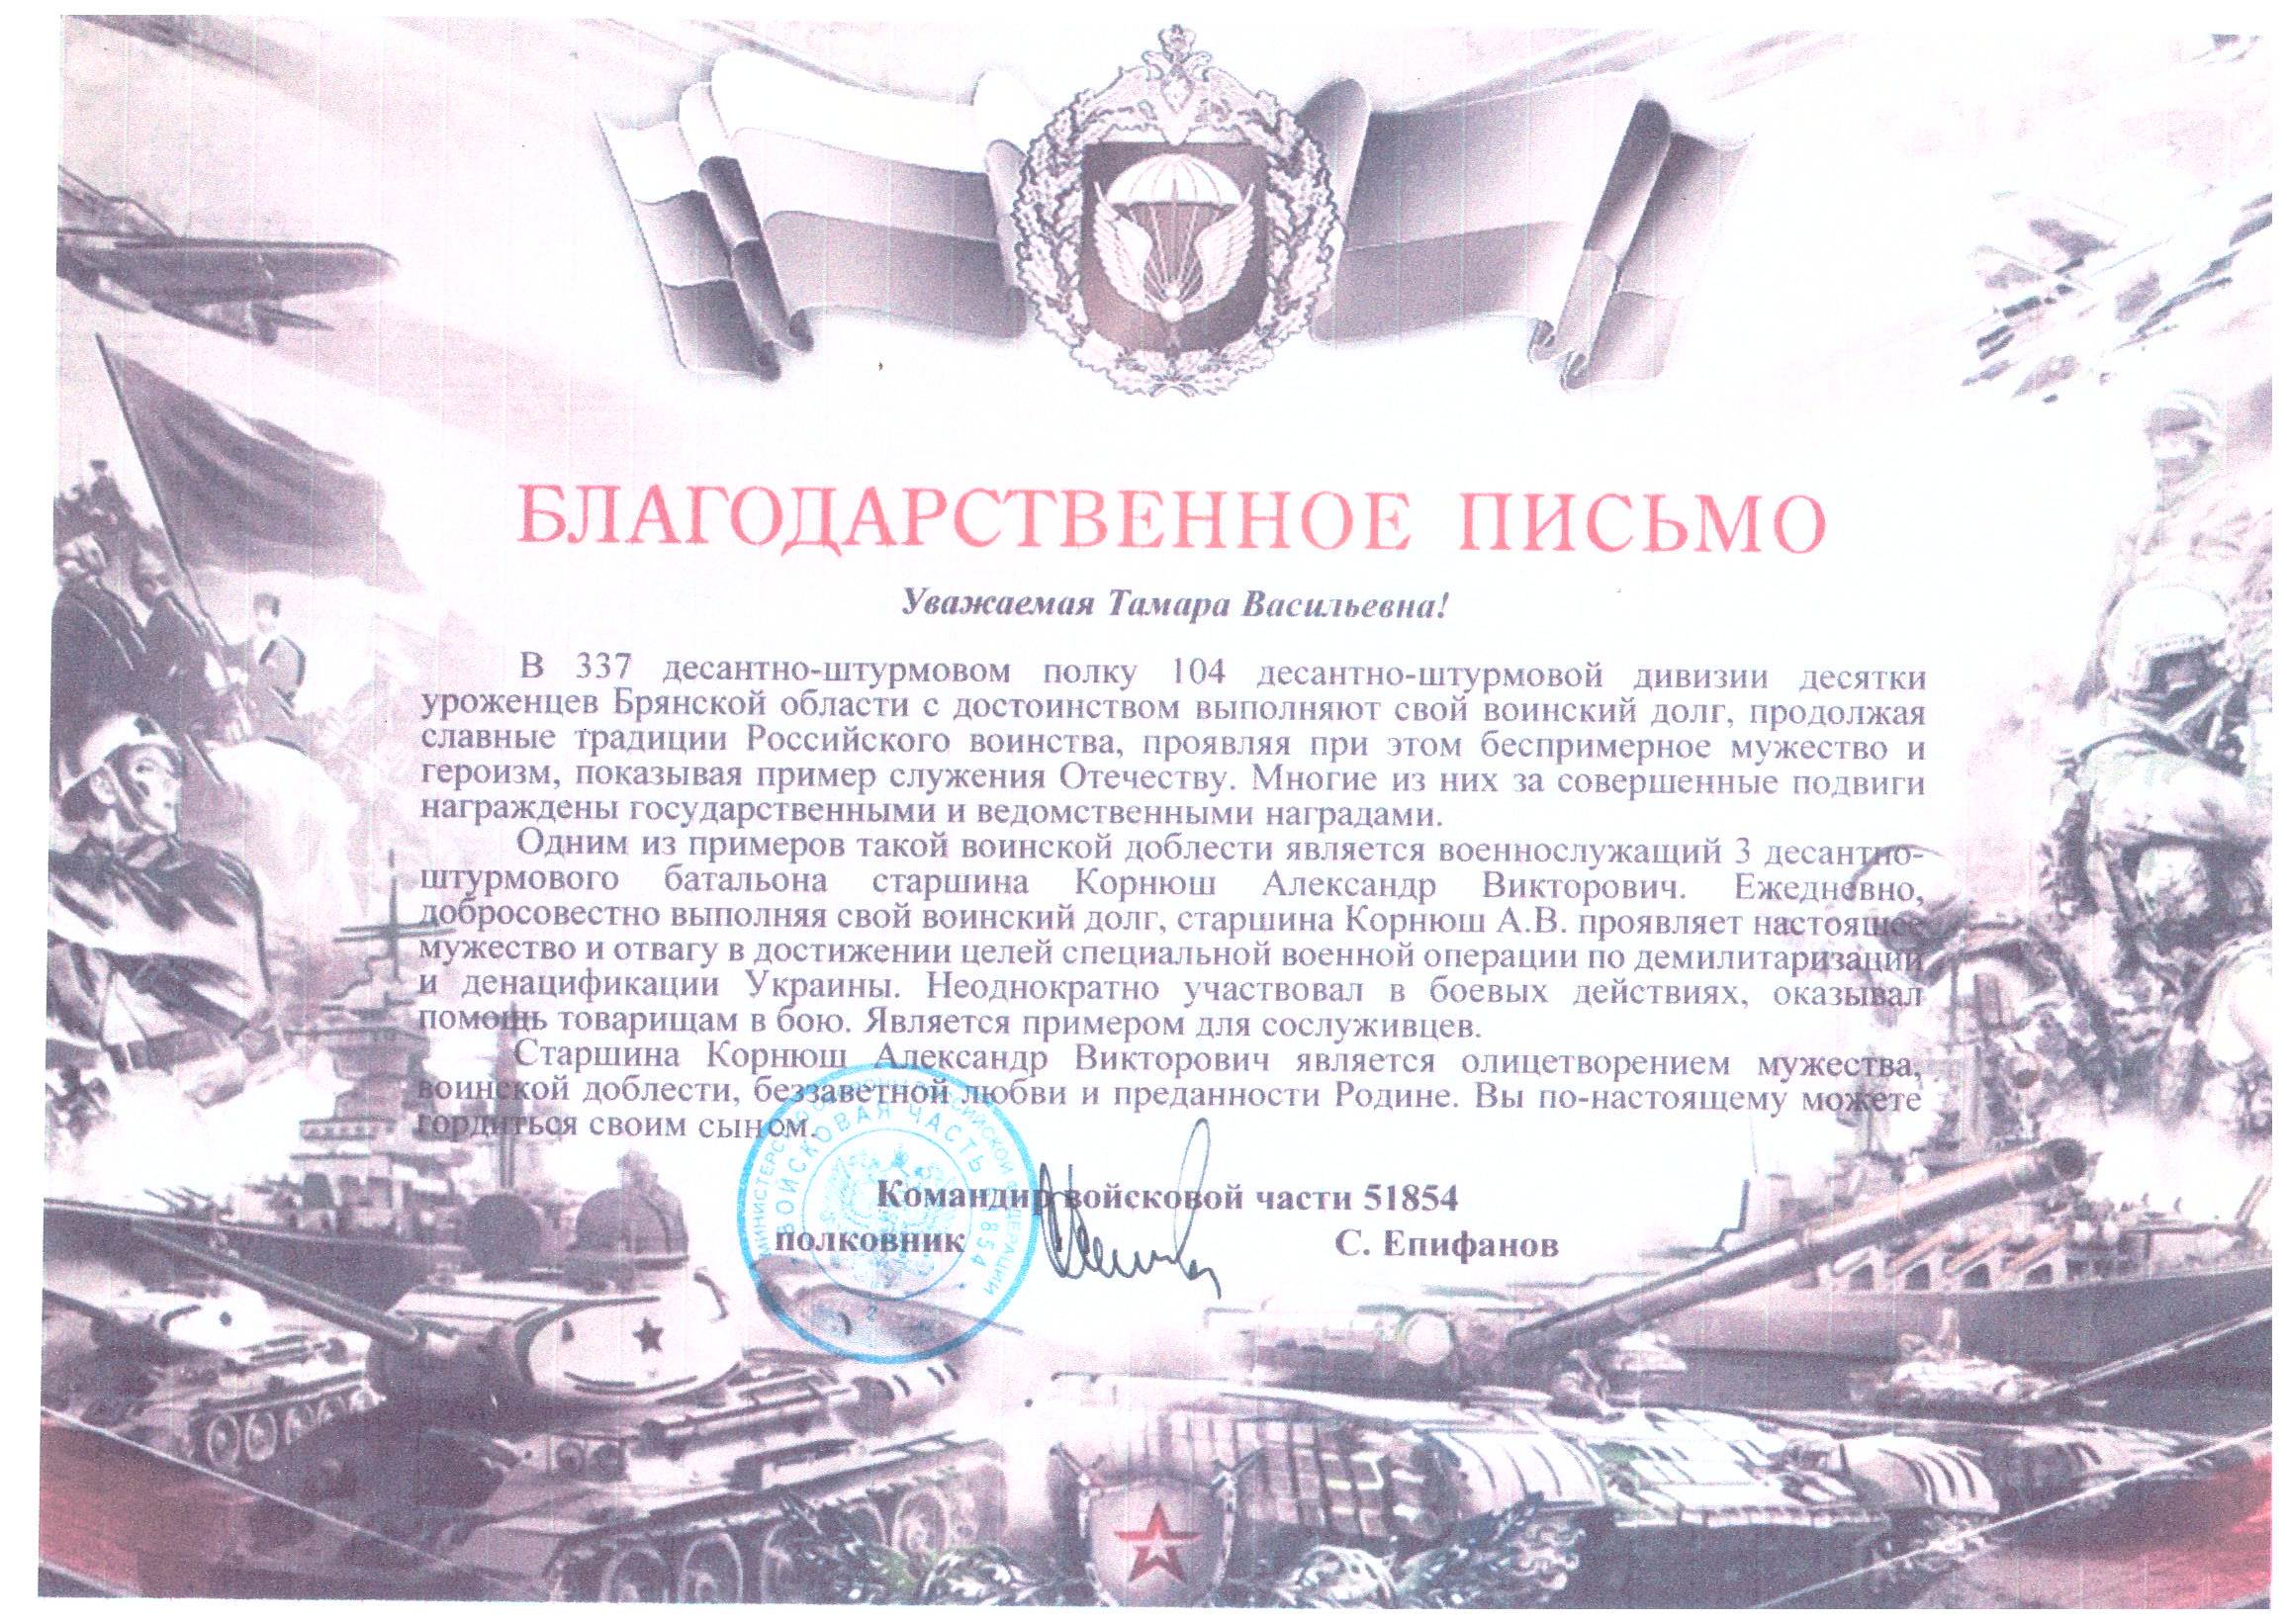 БЛАГОДАРСТВЕННОЕ ПИСЬМО
Уважаемая Тамара Васильевна!
В 337 десантно-штурмовом полку 104 десантно-штурмовой дивизии десятки
уроженцев Брянской области с достоинством выполняют свой воинский долг, продолжая
славные традиции Российского воинства, проявляя при этом беспримерное мужество и
героизм, показывая пример служения Отечеству. Многие из них за совершенные подвиги
награждены государственными и ведомственными наградами.
Одним из примеров такой воинской доблести является военнослужащий 3 десантно-
штурмового батальона старшина Корнюш Александр Викторович. Ежедневно,
добросовестно выполняя свой воинский долг, старшина Корнюш А.В. проявляет настоящее
мужество и отвагу в достижении целей специальной военной операции по демилитаризации
и денацификации Украины. Неоднократно участвовал в боевых действиях, оказывал
помощь товарищам в бою. Является примером для сослуживцев.
Старшина Корнюш Александр Викторович является олицетворением мужества,
воинской доблести, беззаветной любви и преданности Родине. Вы по-настоящему можете
гордиться своим сыном.
Командир войсковой части 51854
полковник С. Епифанов
ВОЙСКОВАЯ ЧАСТЬ 51854